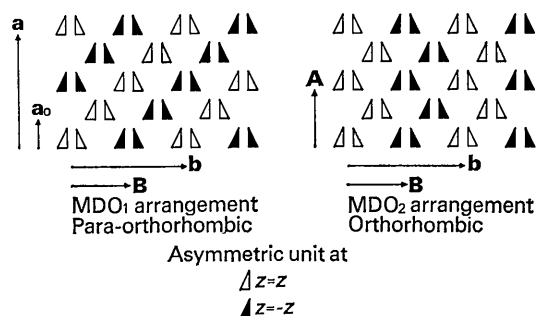 a
A
a₀
b
b
B
B
MDO₁ arrangement
Para-orthorhombic
MDO₂ arrangement
Orthorhombic
Asymmetric unit at
z=z
z=-z